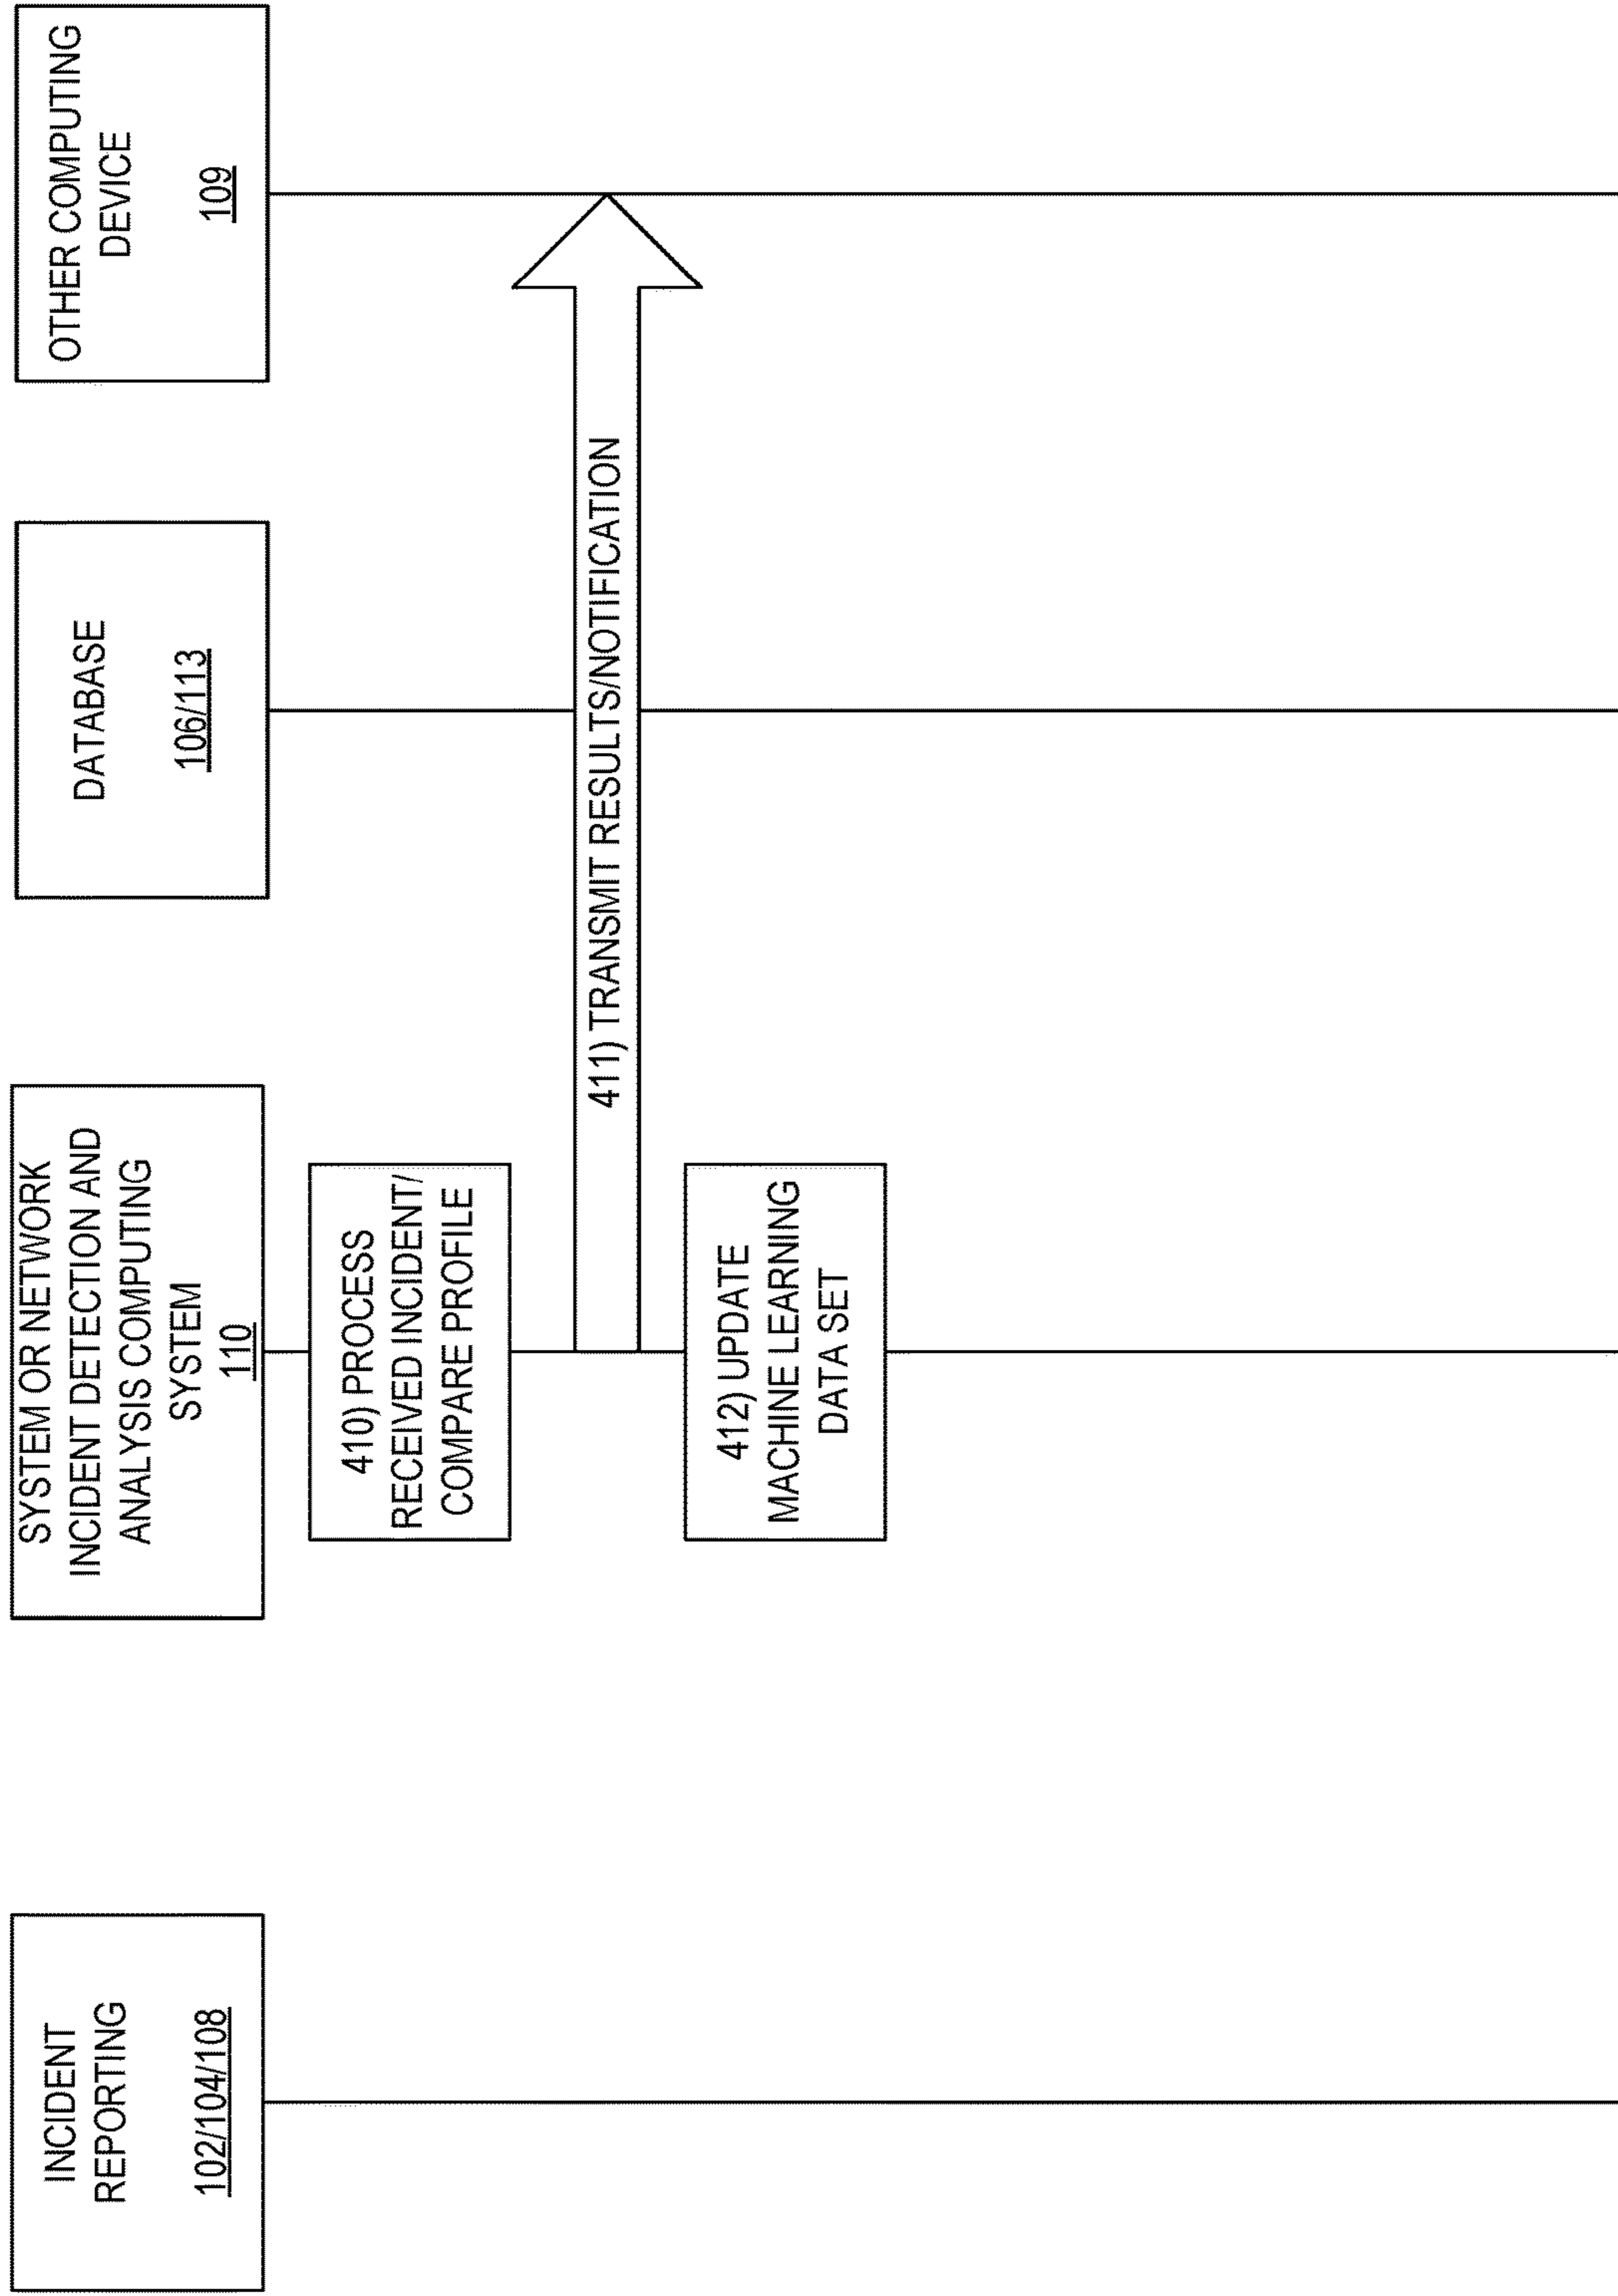 INCIDENT
REPORTING
102/104/108
SYSTEM OR NETWORK
INCIDENT DETECTION AND
ANALYSIS COMPUTING
SYSTEM
110
DATABASE
106/113
OTHER COMPUTING
DEVICE
109
410) PROCESS
RECEIVED INCIDENT/
COMPARE PROFILE
411) TRANSMIT RESULTS/NOTIFICATION
412) UPDATE
MACHINE LEARNING
DATA SET